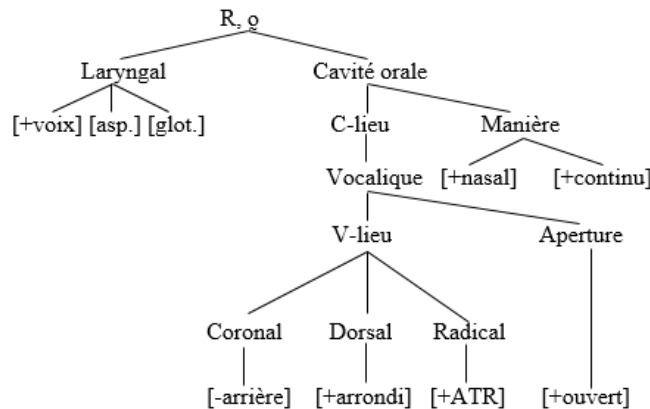 R, ǫ
Laryngal Cavité orale
[+voix] [asp.] [glot.] C-lieu Manière
Vocalique [+nasal] [+continu]
V-lieu Aperture
Coronal Dorsal Radical
[-arrière] [+arrondi] [+ATR] [+ouvert]